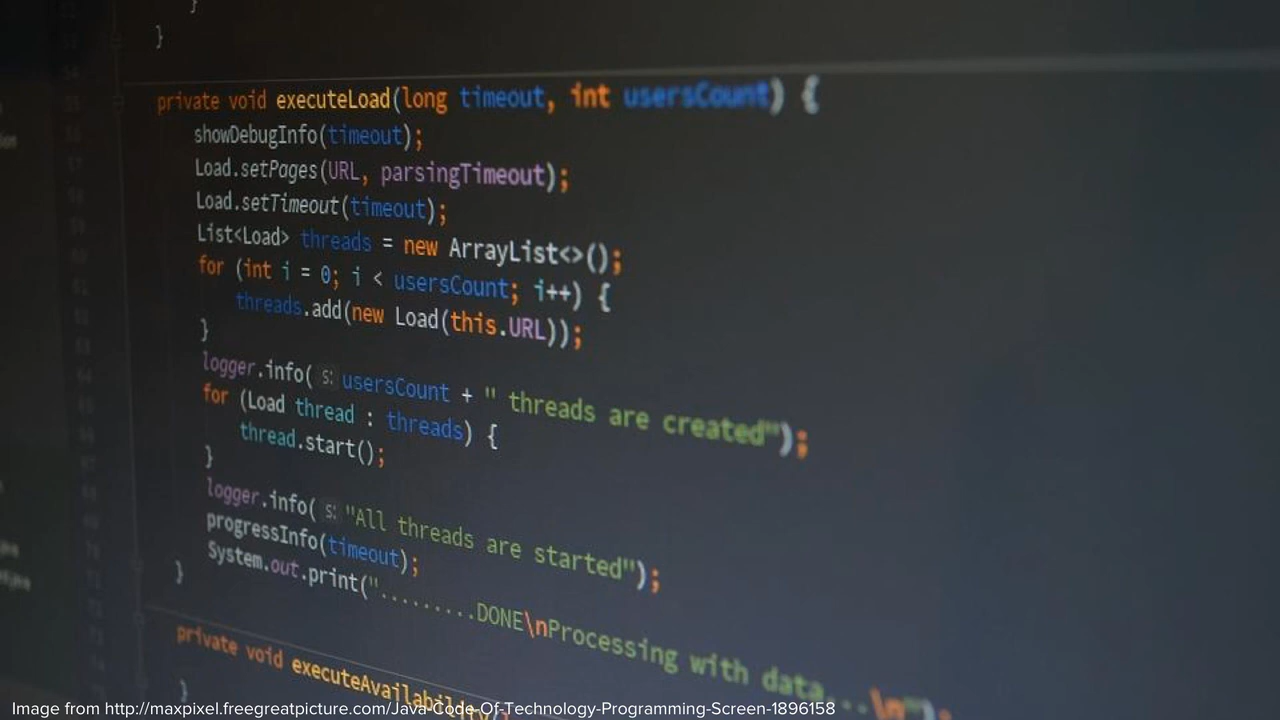 }
}
private void executeLoad(long timeout, int usersCount) {
showDebugInfo(timeout);
Load.setPages(URL, parsingTimeout);
Load.setTimeout(timeout);
List<Load> threads = new ArrayList<>();
for (int i = 0; i < usersCount; i++) {
threads.add(new Load(this.URL));
}
logger.info( s: usersCount + " threads are created");
for (Load thread : threads) {
thread.start();
}
logger.info( s: "All threads are started");
progressInfo(timeout);
System.out.print(".........DONE\nProcessing with data...\n");
}
private void executeAvailability(
}
Image from http://maxpixel.freegreatpicture.com/Java-Code-Of-Technology-Programming-Screen-1896158